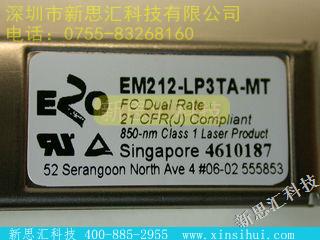 深圳市新思汇科技有限公司
电话：0755-83268160
E2O
EM212-LP3TA-MT
FC Dual Rate
21 CFR(J) Compliant
850-nm Class 1 Laser Product
Singapore 4610187
52 Serangoon North Ave 4 #06-02 555853
新思汇科技
新思汇科技 400-885-2955 www.xinsihui.com